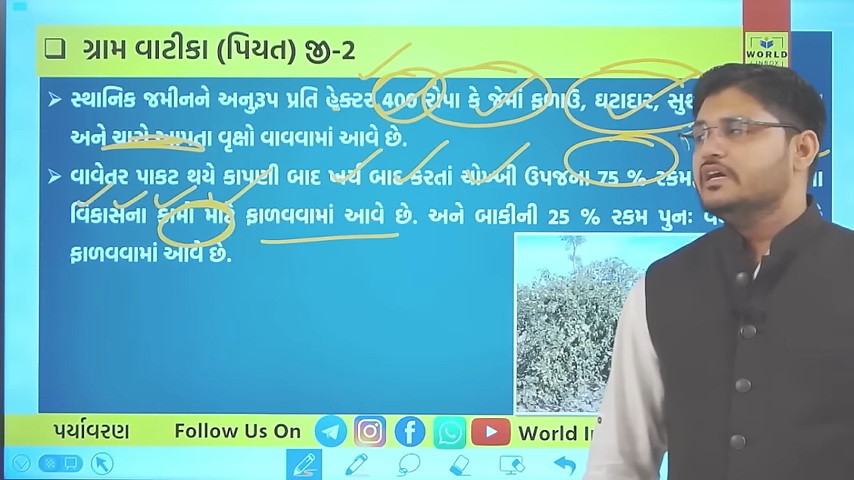 ❑ ગ્રામ વાટીકા (પિયત) જી-2
WORLD
INBOX
➤ સ્થાનિક જમીનને અનુરૂપ પ્રતિ હેક્ટર 400 રોપા કે જેમાં ફળાઉ, ઘટાદાર,
અને ચારો આપતા વૃક્ષો વાવવામાં આવે છે.
➤ વાવેતર પાકટ થયે કાપણી બાદ ખર્ચ બાદ કરતાં ચોખ્ખી ઉપજના 75 % રકમ
વિકાસના કામો માટે ફાળવવામાં આવે છે. અને બાકીની 25 % રકમ પુનઃ
ફાળવવામાં આવે છે.
પર્યાવરણ Follow Us On World